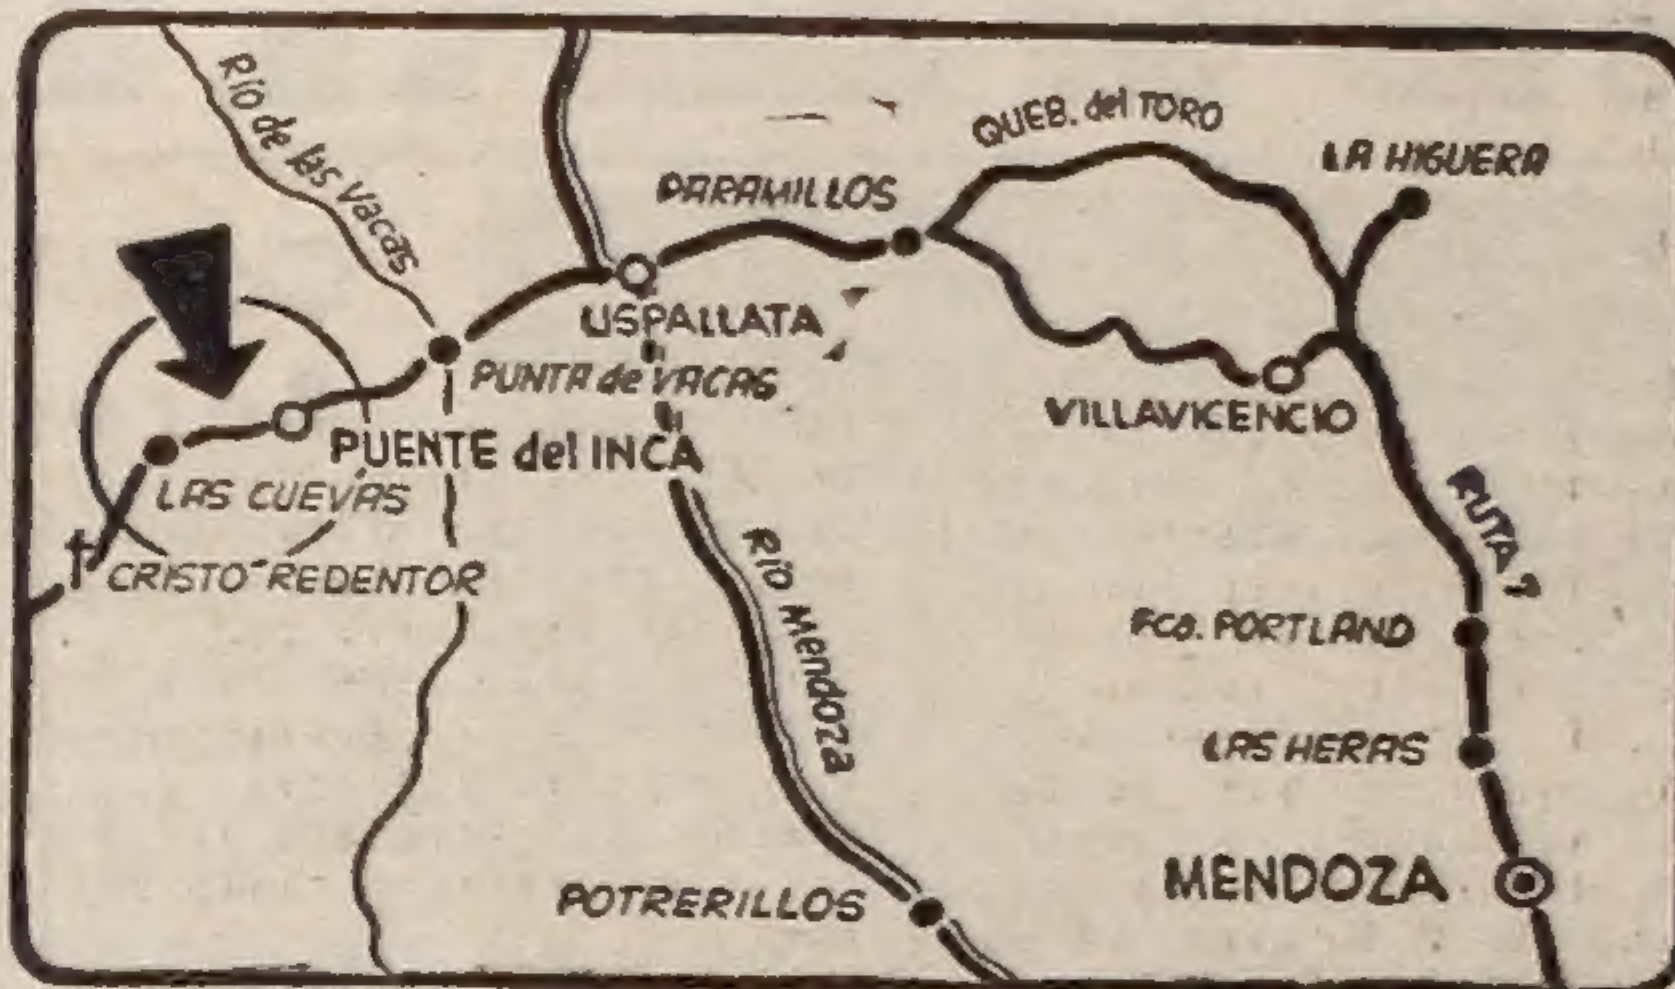 Río de las Vacas
QUEB. del TORO
LA HIGUERA
PARAMILLOS
USPALLATA
PUNTA de VACAS
VILLAVICENCIO
PUENTE del INCA
LAS CUEVAS
RUTA 7
CRISTO REDENTOR
RÍO Mendoza
Fca. PORTLAND
LAS HERAS
MENDOZA
POTRERILLOS